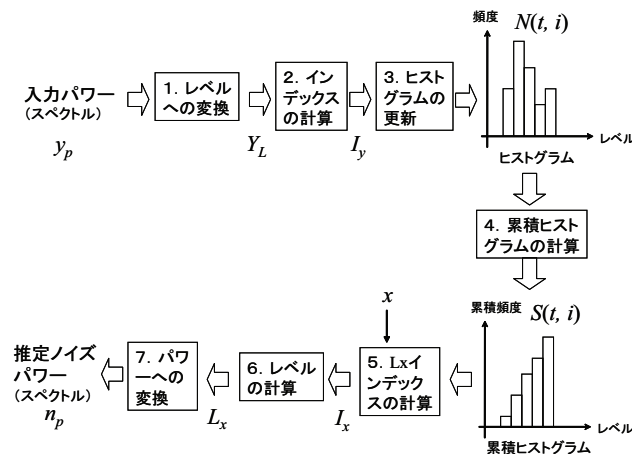 頻度
N(t, i)
入力パワー
(スペクトル)
y_p
1. レベル
への変換
Y_L
2. イン
デックス
の計算
I_y
3. ヒスト
グラムの
更新
レベル
ヒストグラム
4. 累積ヒスト
グラムの計算
累積頻度
S(t, i)
レベル
累積ヒストグラム
x
5. Lxイ
ンデック
スの計算
I_x
6. レベル
の計算
L_x
7. パワ
ーへの
変換
推定ノイズ
パワー
(スペクトル)
n_p